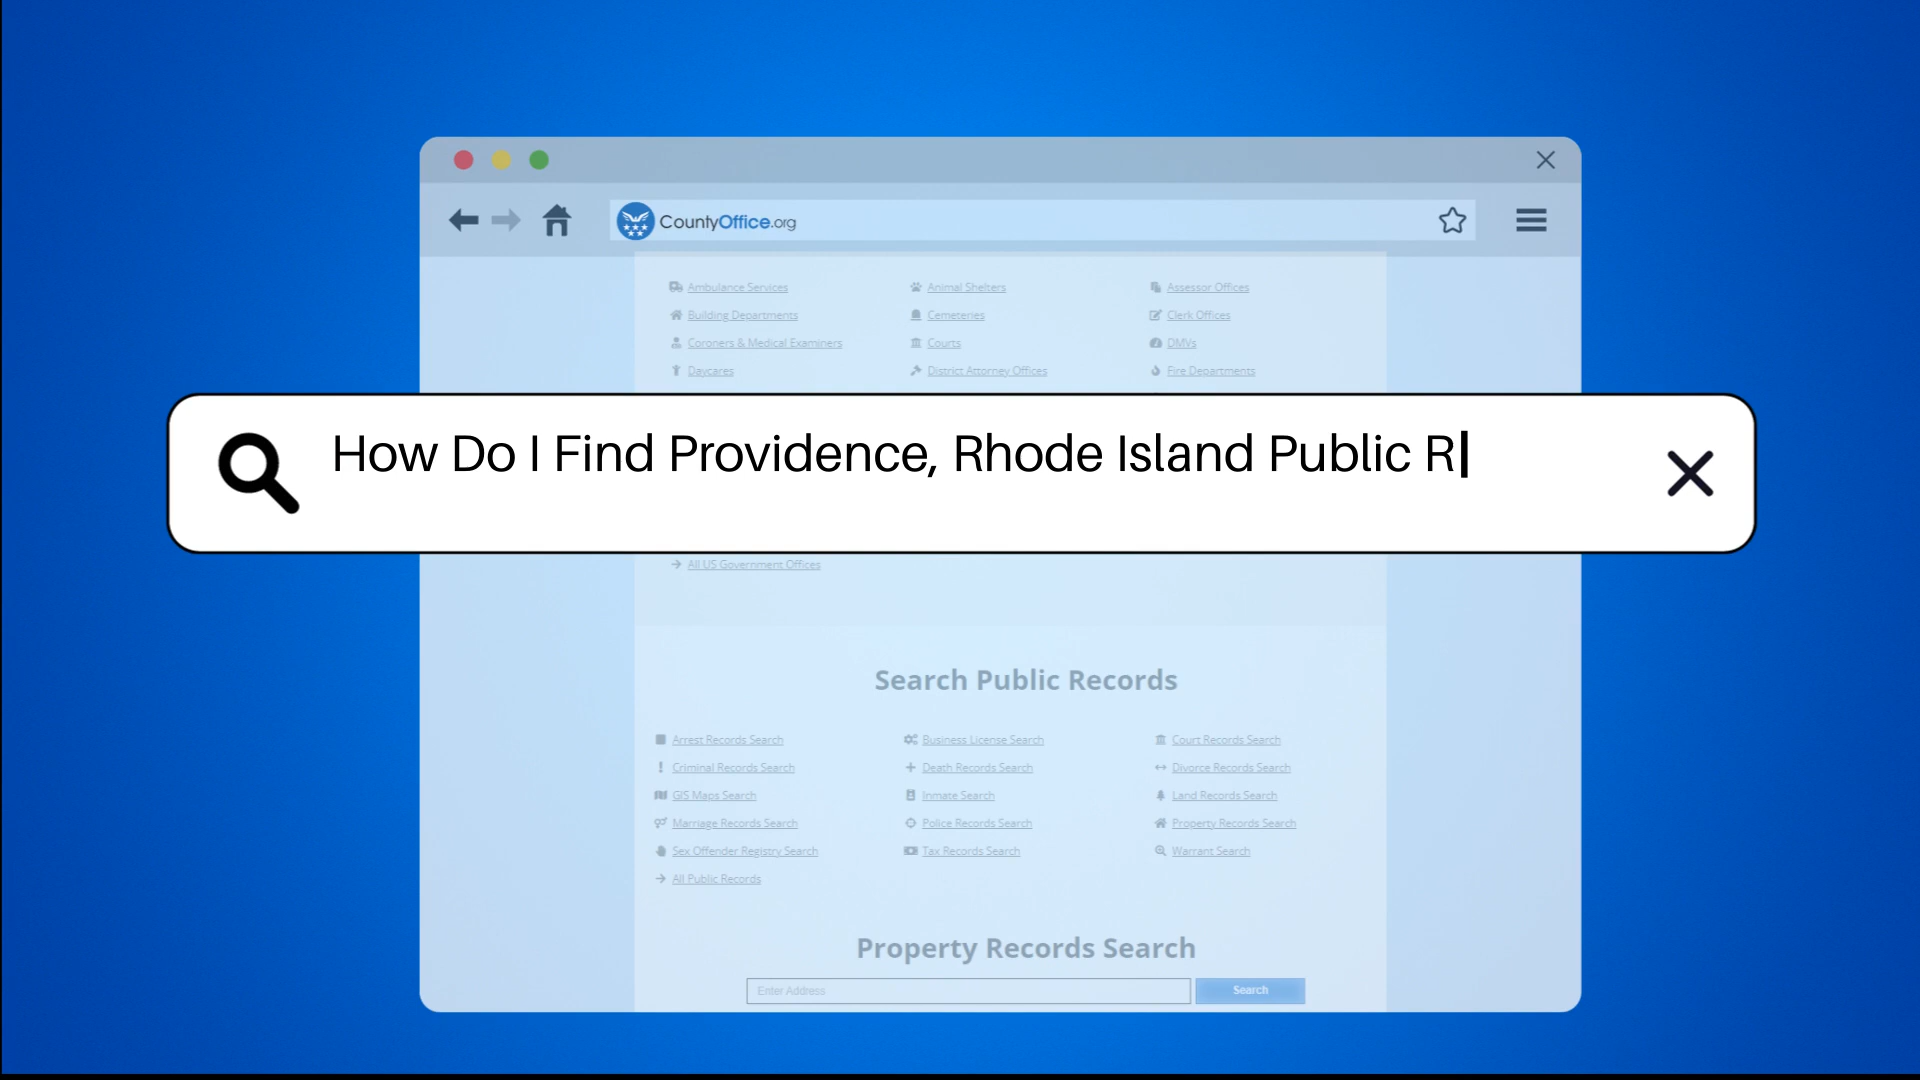 CountyOffice.org
Ambulance Services Animal Shelters Assessor Offices
Building Departments Cemeteries Clerk Offices
Coroners & Medical Examiners Courts DMVs
Daycares District Attorney Offices Fire Departments
How Do I Find Providence, Rhode Island Public R
All US Government Offices
Search Public Records
Arrest Records Search Business License Search Court Records Search
Criminal Records Search Death Records Search Divorce Records Search
GIS Maps Search Inmate Search Land Records Search
Marriage Records Search Police Records Search Property Records Search
Sex Offender Registry Search Tax Records Search Warrant Search
All Public Records
Property Records Search
Enter Address Search